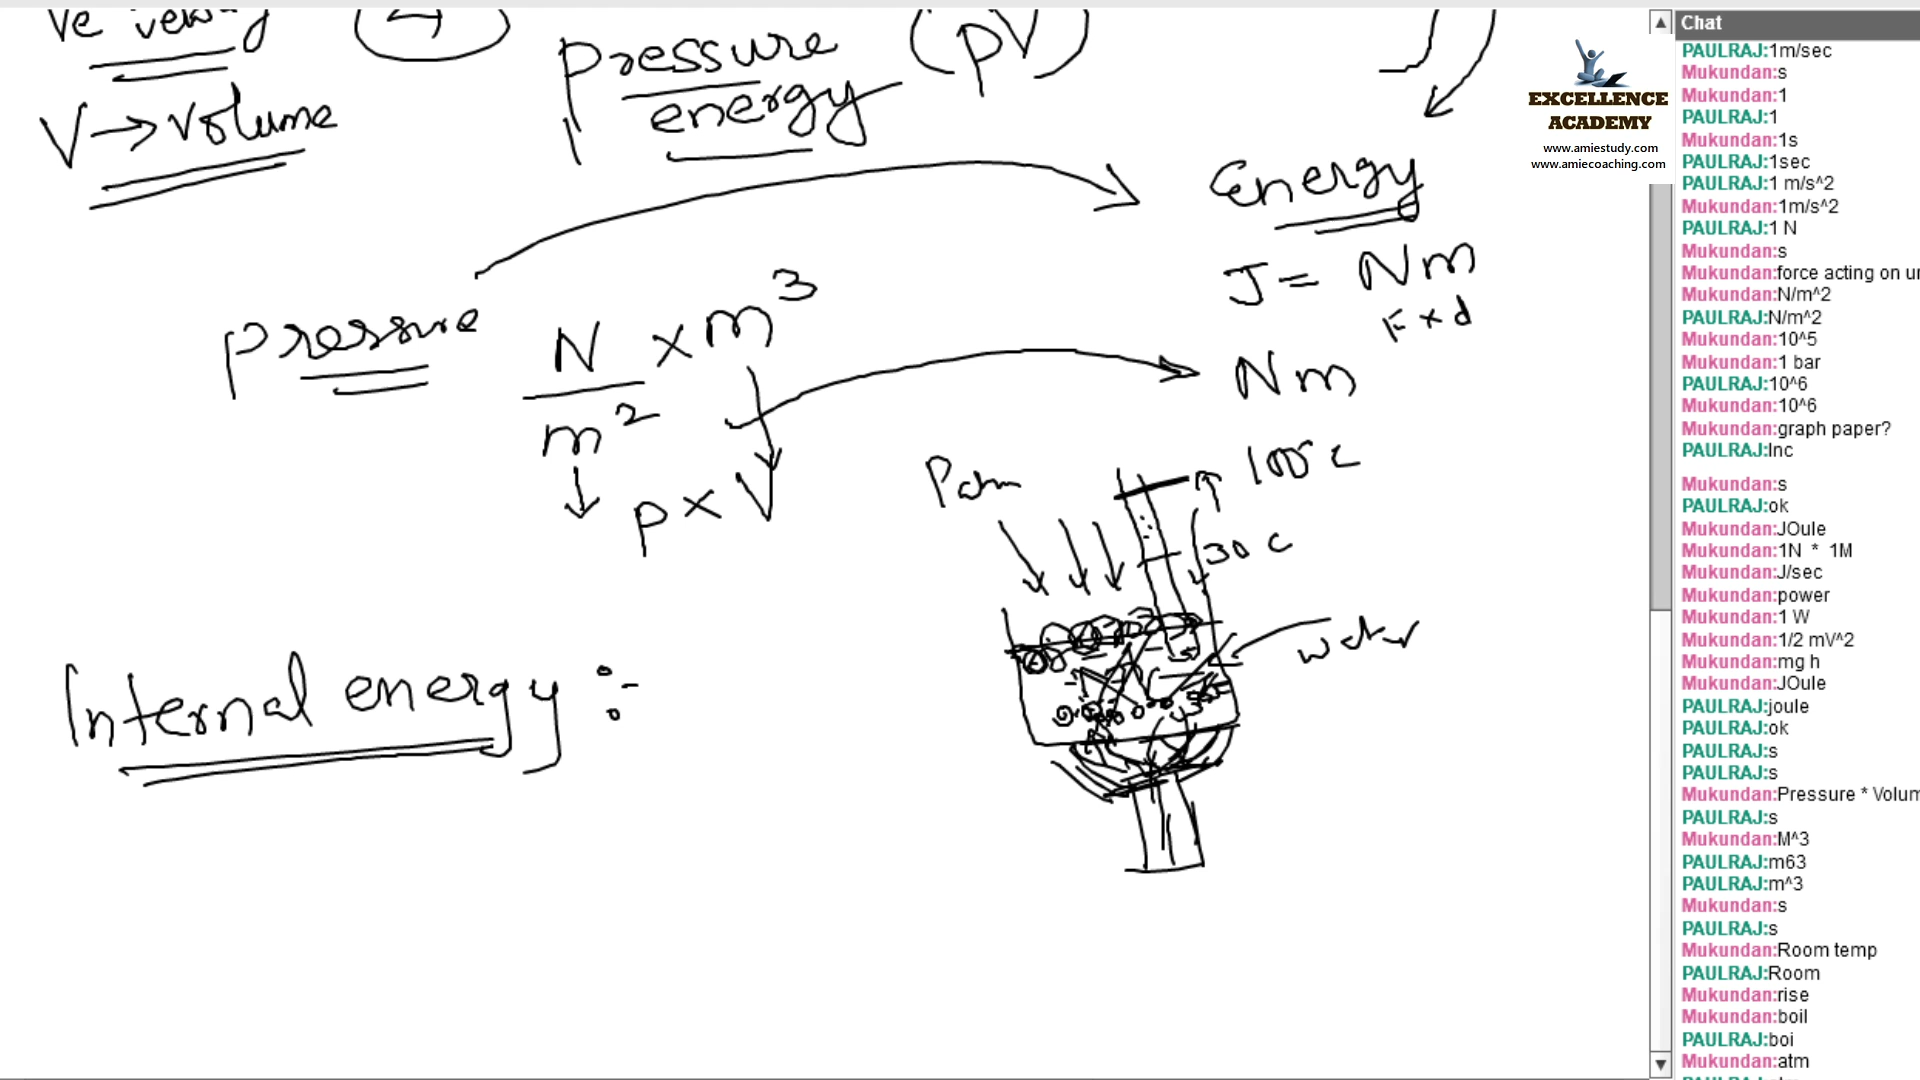 4
Pressure (PV)
energy
V → Volume
Energy
J = Nm
F × d
Pressure N × m³
m²
Nm
P × V
Patm
100°C
30 C
water
Internal energy :-
EXCELLENCE
ACADEMY
www.amiestudy.com
www.amiecoaching.com
Chat
PAULRAJ:1m/sec
Mukundan:s
Mukundan:1
PAULRAJ:1
Mukundan:1s
PAULRAJ:1sec
PAULRAJ:1 m/s^2
Mukundan:1m/s^2
PAULRAJ:1 N
Mukundan:s
Mukundan:force acting on
Mukundan:N/m^2
PAULRAJ:N/m^2
Mukundan:10^5
Mukundan:1 bar
PAULRAJ:10^6
Mukundan:10^6
Mukundan:graph paper?
PAULRAJ:Inc
Mukundan:s
PAULRAJ:ok
Mukundan:JOule
Mukundan:1N * 1M
Mukundan:J/sec
Mukundan:power
Mukundan:1 W
Mukundan:1/2 mV^2
Mukundan:mg h
Mukundan:JOule
PAULRAJ:joule
PAULRAJ:ok
PAULRAJ:s
PAULRAJ:s
Mukundan:Pressure * Volum
PAULRAJ:s
Mukundan:M^3
PAULRAJ:m63
PAULRAJ:m^3
Mukundan:s
PAULRAJ:s
Mukundan:Room temp
PAULRAJ:Room
Mukundan:rise
Mukundan:boil
PAULRAJ:boi
Mukundan:atm